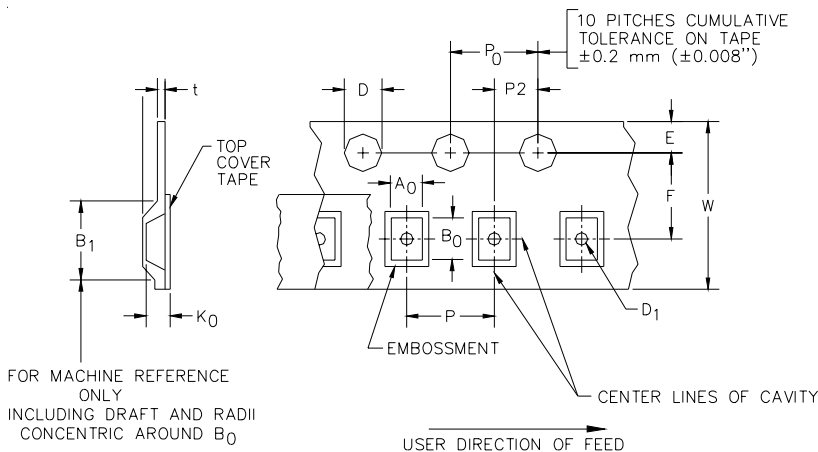 10 PITCHES CUMULATIVE
TOLERANCE ON TAPE
±0.2 mm (±0.008")
P0
P2
D
t
E
TOP
COVER
TAPE
A0
F
W
B1
B0
K0
P
D1
EMBOSSMENT
FOR MACHINE REFERENCE
ONLY
INCLUDING DRAFT AND RADII
CONCENTRIC AROUND B0
CENTER LINES OF CAVITY
USER DIRECTION OF FEED